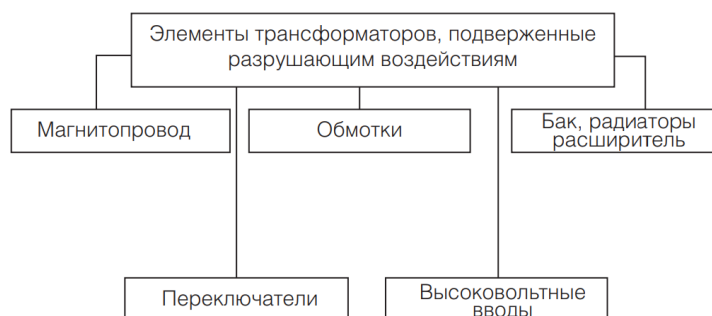 Элементы трансформаторов, подверженные
разрушающим воздействиям
Магнитопровод
Обмотки
Бак, радиаторы
расширитель
Переключатели
Высоковольтные
вводы